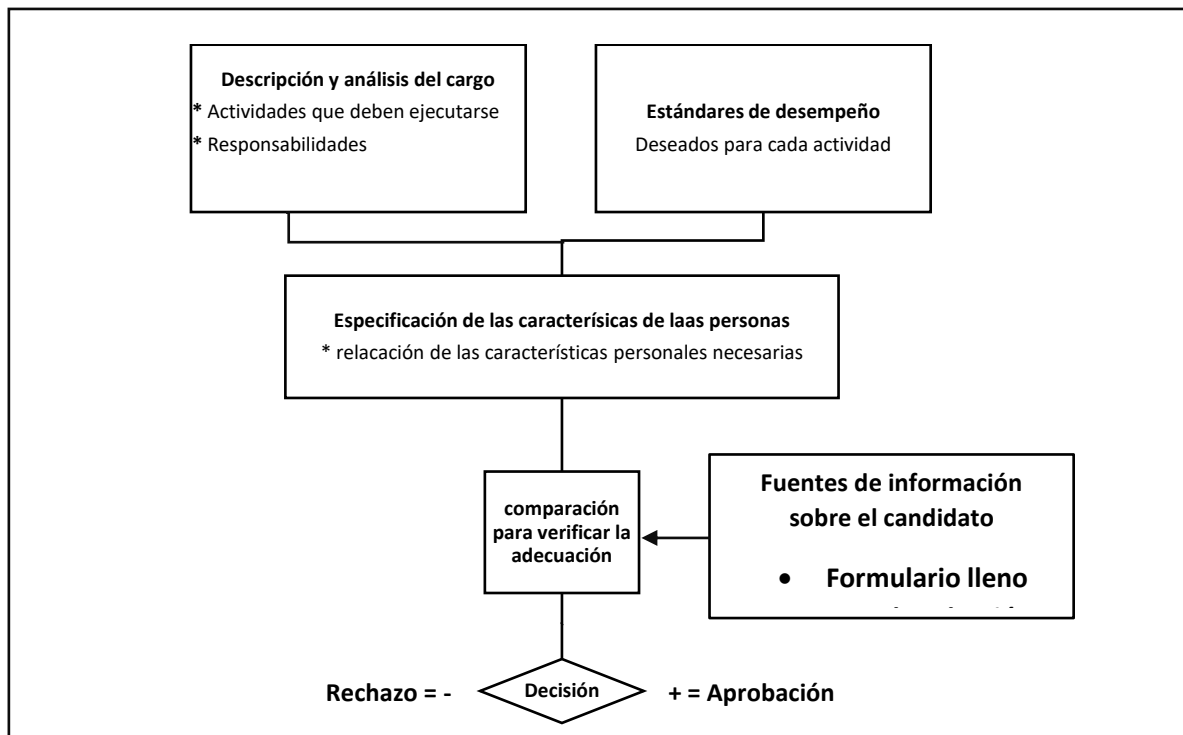 Descripción y análisis del cargo
* Actividades que deben ejecutarse
* Responsabilidades
Estándares de desempeño
Deseados para cada actividad
Especificación de las caracterísicas de laas personas
* relacación de las características personales necesarias
comparación
para verificar la
adecuación
Fuentes de información
sobre el candidato
• Formulario lleno
Rechazo = -
Decisión
+ = Aprobación